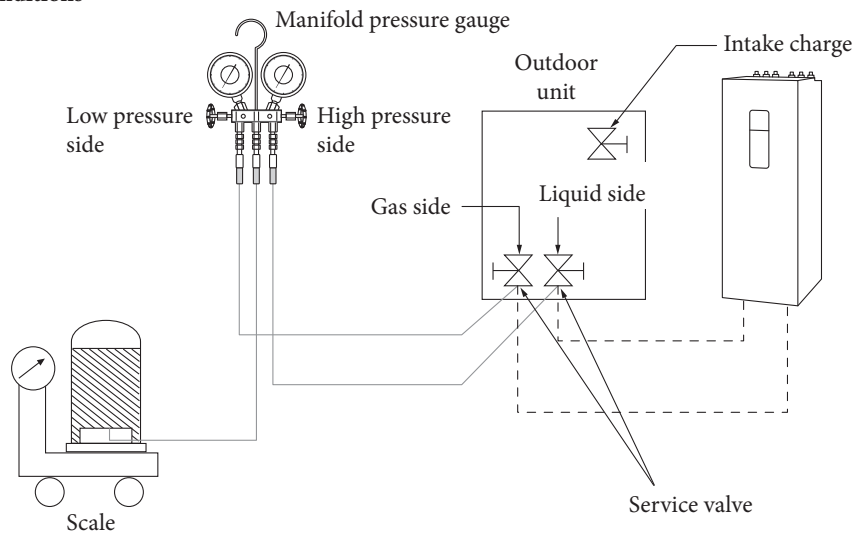 Manifold pressure gauge
Intake charge
Outdoor
unit
Low pressure
side
High pressure
side
Gas side
Liquid side
Service valve
Scale